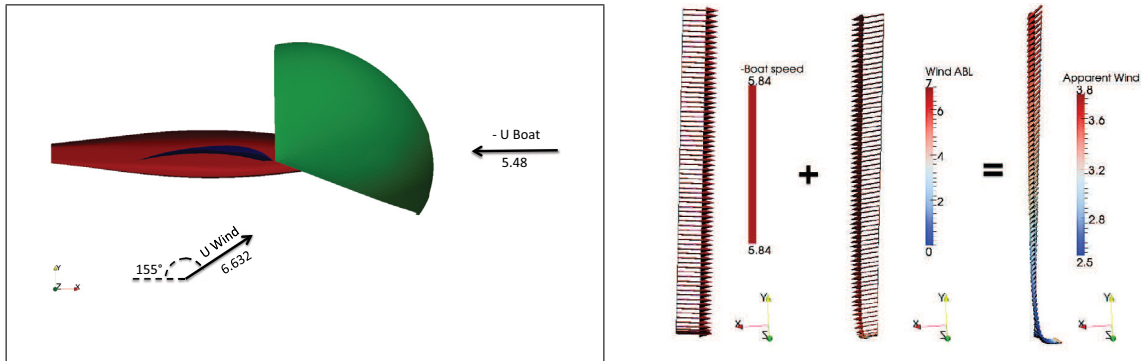 - U Boat
5.48
155°
U Wind
6.632
Y
Z
X
-Boat speed
5.84
5.84
Y
X
Z
+
Wind ABL
7
6
4
2
0
Y
X
Z
=
Apparent Wind
3.8
3.6
3.2
2.8
2.5
Y
X
Z